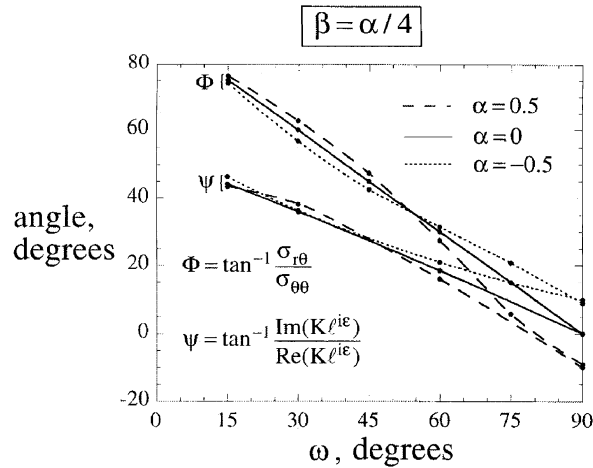 β = α / 4
80
60
40
20
0
-20
angle,
degrees
Φ
ψ
α = 0.5
α = 0
α = −0.5
Φ = tan⁻¹ σrθ / σθθ
ψ = tan⁻¹ Im(Kℓ^iε) / Re(Kℓ^iε)
0 15 30 45 60 75 90
ω, degrees